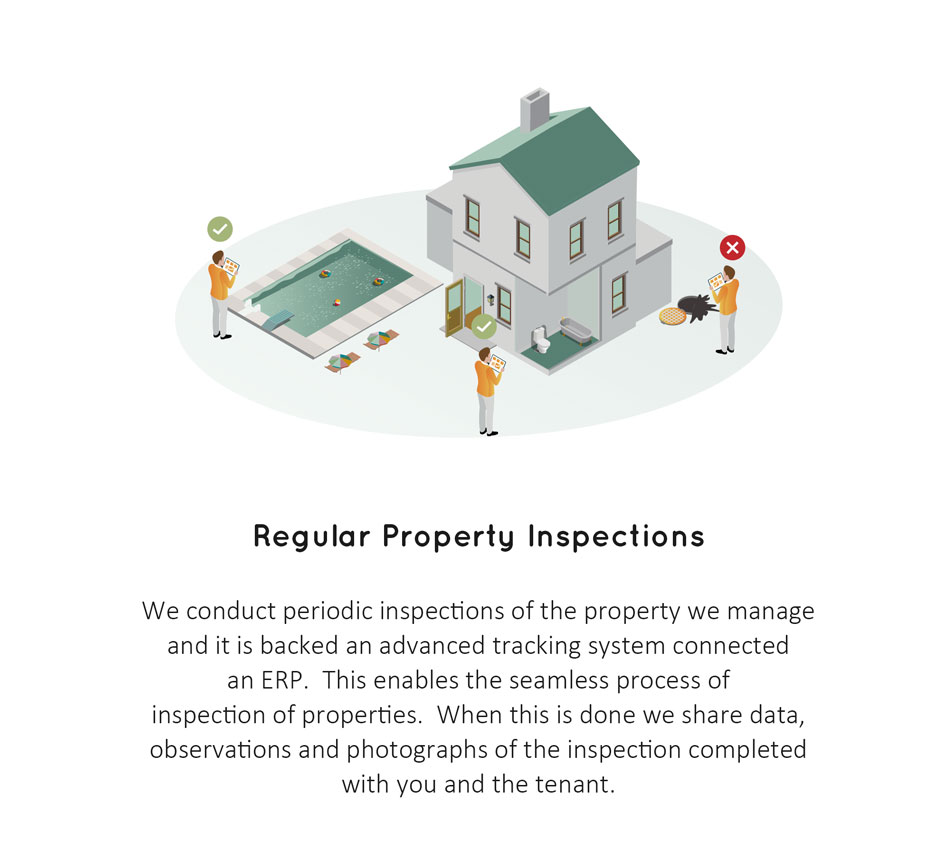 Regular Property Inspections
We conduct periodic inspections of the property we manage
and it is backed an advanced tracking system connected
an ERP.  This enables the seamless process of
inspection of properties.  When this is done we share data,
observations and photographs of the inspection completed
with you and the tenant.